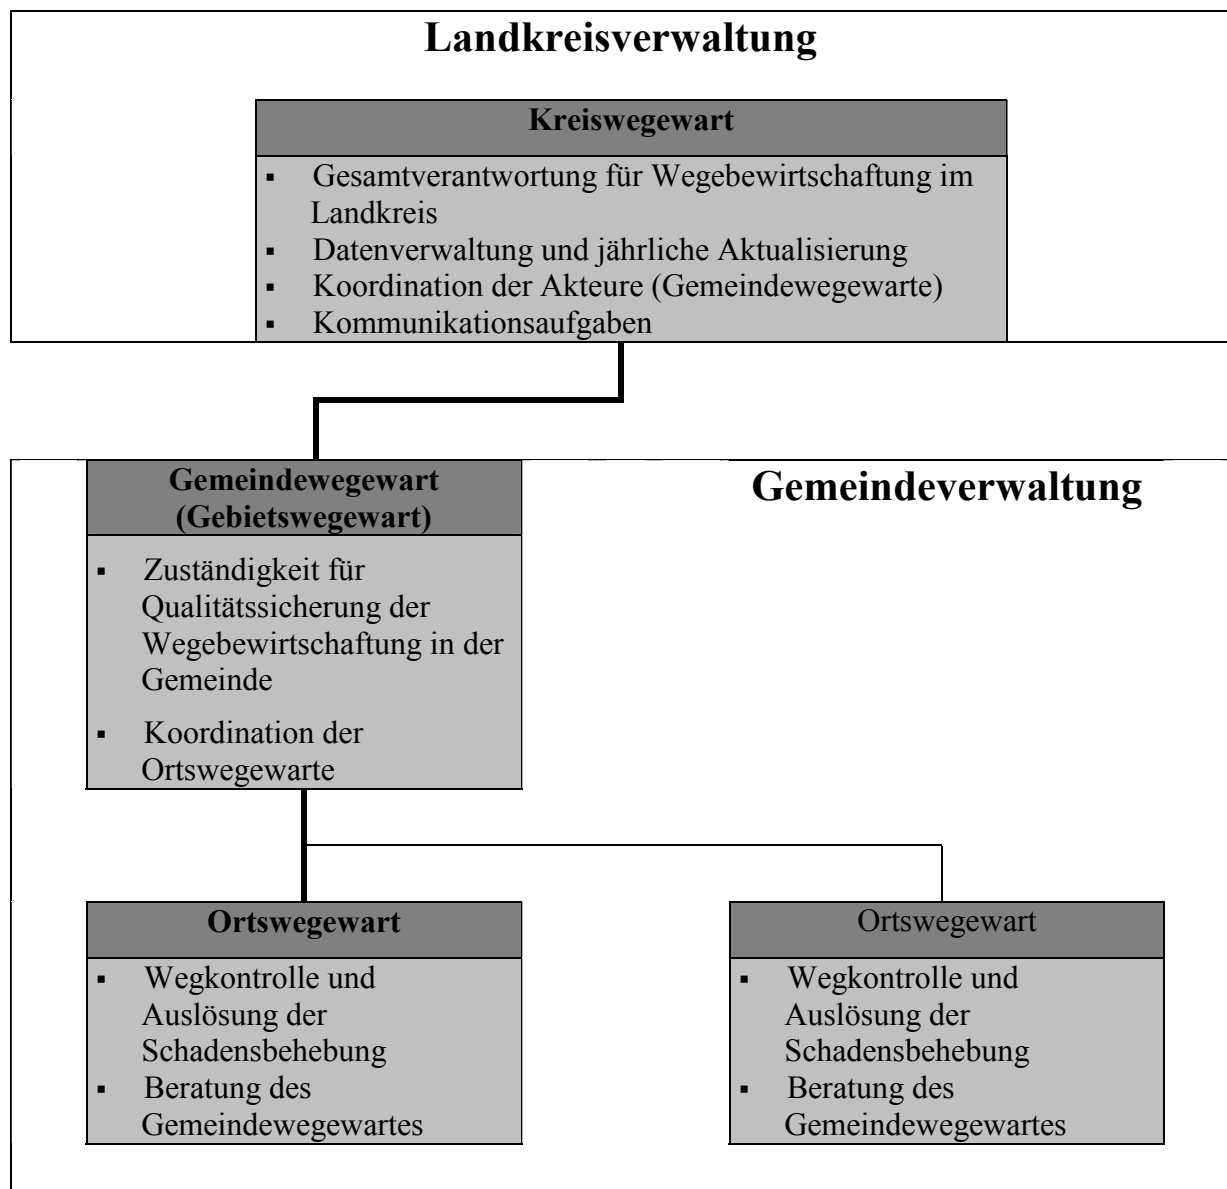 Landkreisverwaltung
Kreiswegewart
▪ Gesamtverantwortung für Wegebewirtschaftung im
Landkreis
▪ Datenverwaltung und jährliche Aktualisierung
▪ Koordination der Akteure (Gemeindewegewarte)
▪ Kommunikationsaufgaben
Gemeindewegewart
(Gebietswegewart)
Gemeindeverwaltung
▪ Zuständigkeit für
Qualitätssicherung der
Wegebewirtschaftung in der
Gemeinde
▪ Koordination der
Ortswegewarte
Ortswegewart
▪ Wegkontrolle und
Auslösung der
Schadensbehebung
▪ Beratung des
Gemeindewegewartes
Ortswegewart
▪ Wegkontrolle und
Auslösung der
Schadensbehebung
▪ Beratung des
Gemeindewegewartes